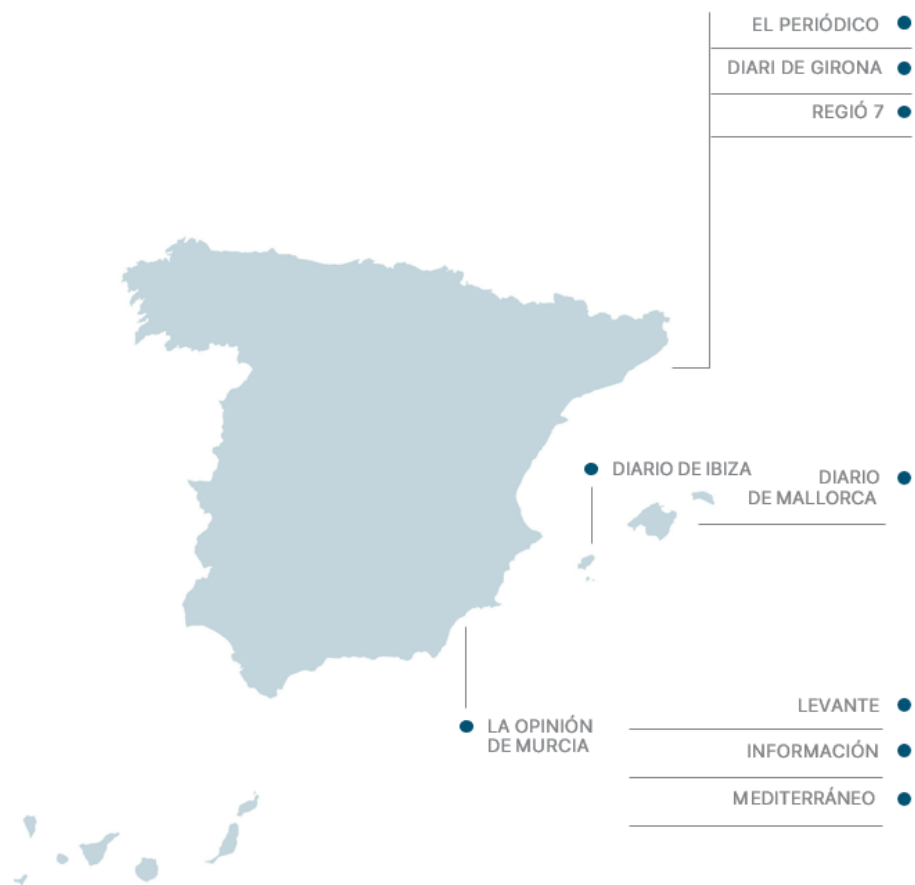 EL PERIÓDICO
DIARI DE GIRONA
REGIÓ 7
DIARIO DE IBIZA
DIARIO
DE MALLORCA
LA OPINIÓN
DE MURCIA
LEVANTE
INFORMACIÓN
MEDITERRÁNEO